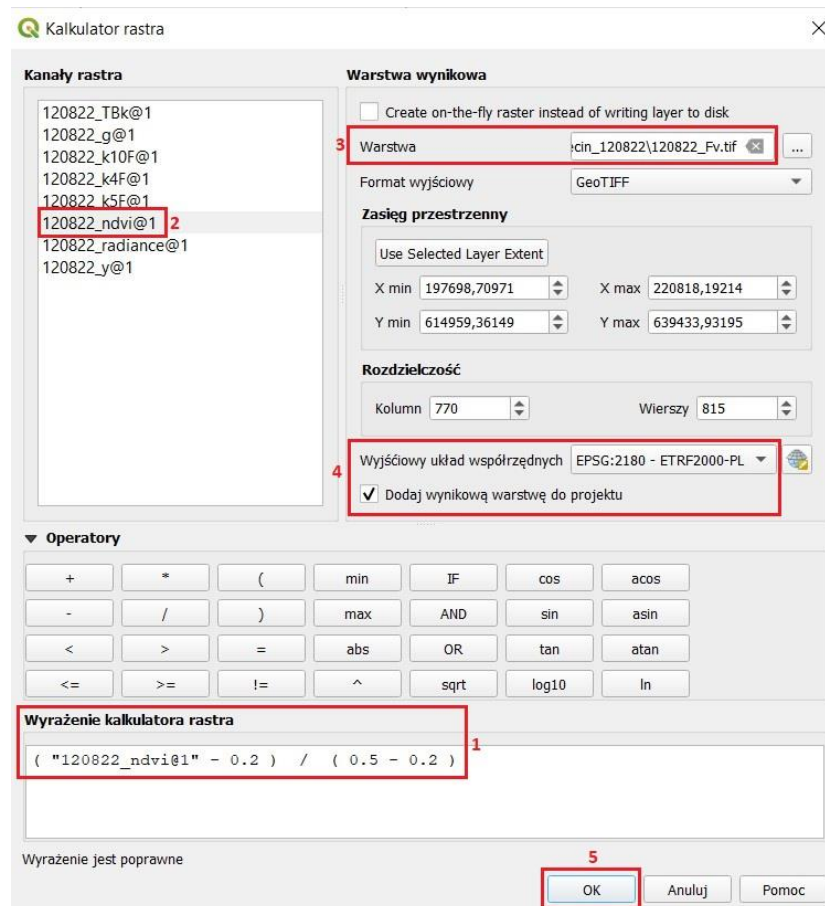 Kalkulator rastra
Kanały rastra
120822_TBk@1
120822_g@1
120822_k10F@1
120822_k4F@1
120822_k5F@1
120822_ndvi@1 2
120822_radiance@1
120822_y@1
Warstwa wynikowa
Create on-the-fly raster instead of writing layer to disk
3 Warstwa :cin_120822\120822_Fv.tif ...
Format wyjściowy GeoTIFF
Zasięg przestrzenny
Use Selected Layer Extent
X min 197698,70971 X max 220818,19214
Y min 614959,36149 Y max 639433,93195
Rozdzielczość
Kolumn 770 Wierszy 815
4 Wyjśćiowy układ współrzędnych EPSG:2180 - ETRF2000-PL
Dodaj wynikową warstwę do projektu
Operatory
+ * ( min IF cos acos
- / ) max AND sin asin
< > = abs OR tan atan
<= >= != ^ sqrt log10 ln
Wyrażenie kalkulatora rastra
1
( "120822_ndvi@1" - 0.2 ) / ( 0.5 - 0.2 )
Wyrażenie jest poprawne
5
OK Anuluj Pomoc